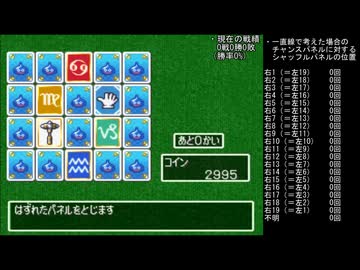 ・現在の戦績
0戦0勝0敗
(勝率0%)
・一直線で考えた場合の
チャンスパネルに対する
シャッフルパネルの位置
右1 (＝左19) 0回
右2 (＝左18) 0回
右3 (＝左17) 0回
右4 (＝左16) 0回
右5 (＝左15) 0回
右6 (＝左14) 0回
右7 (＝左13) 0回
右8 (＝左12) 0回
右9 (＝左11) 0回
右10 (＝左10) 0回
右11 (＝左9) 0回
右12 (＝左8) 0回
右13 (＝左7) 0回
右14 (＝左6) 0回
右15 (＝左5) 0回
右16 (＝左4) 0回
右17 (＝左3) 0回
右18 (＝左2) 0回
右19 (＝左1) 0回
不明 0回
あと0かい
コイン
2995
はずれたパネルをとじます